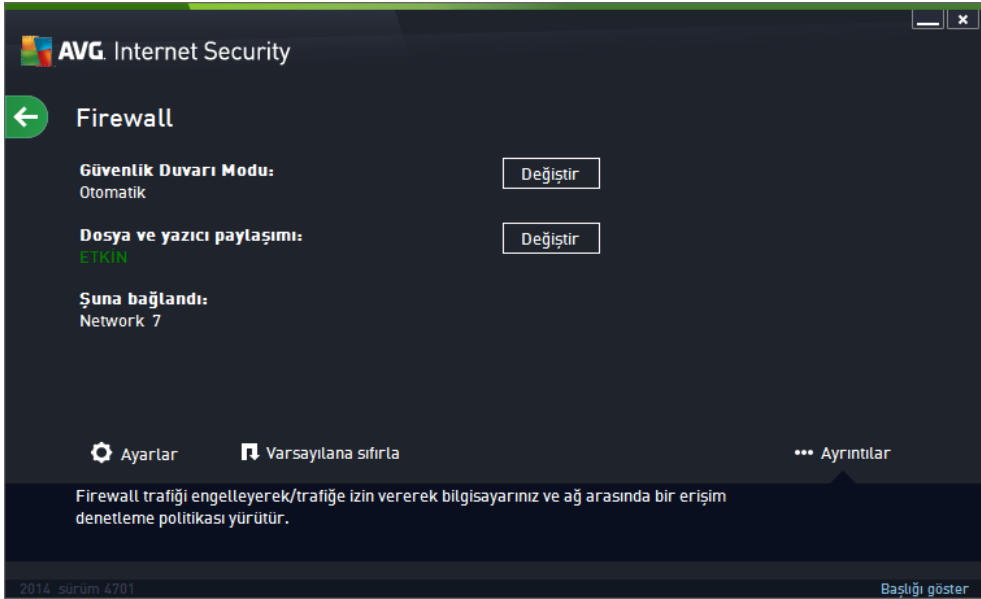 AVG. Internet Security
Firewall
Güvenlik Duvarı Modu:
Değiştir
Otomatik
Dosya ve yazıcı paylaşımı:
Değiştir
ETKİN
Şuna bağlandı:
Network 7
Ayarlar
Varsayılana sıfırla
Ayrıntılar
Firewall trafiği engelleyerek/trafiğe izin vererek bilgisayarınız ve ağ arasında bir erişim
denetleme politikası yürütür.
2014 sürüm 4701
Başlığı göster